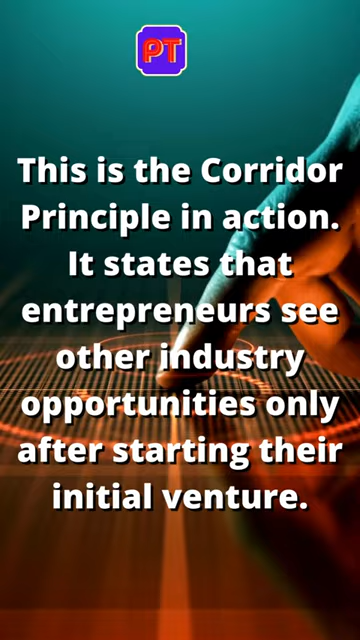 PT
This is the Corridor
Principle in action.
It states that
entrepreneurs see
other industry
opportunities only
after starting their
initial venture.